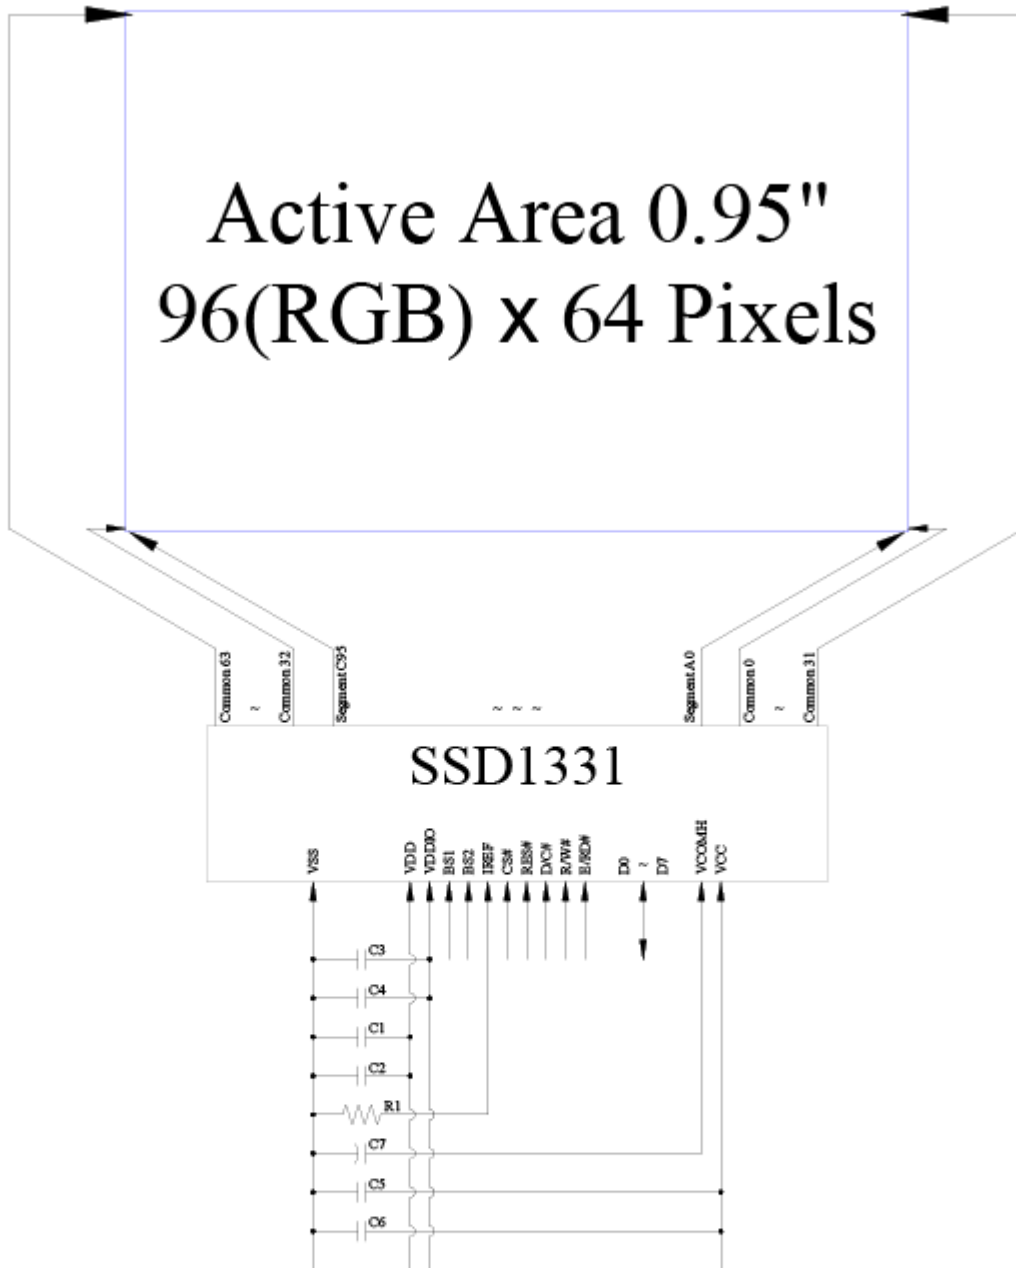 Active Area 0.95"
96(RGB) x 64 Pixels
Common 63
~
Common 32
Segment C95
~ ~ ~
Segment A0
Common 0
~
Common 31
SSD1331
VSS
VDD
VDDIO
BS1
BS2
IREF
CS#
RES#
D/C#
R/W#
E/RD#
D0
~
D7
VCOMH
VCC
C3
C4
C1
C2
R1
C7
C5
C6